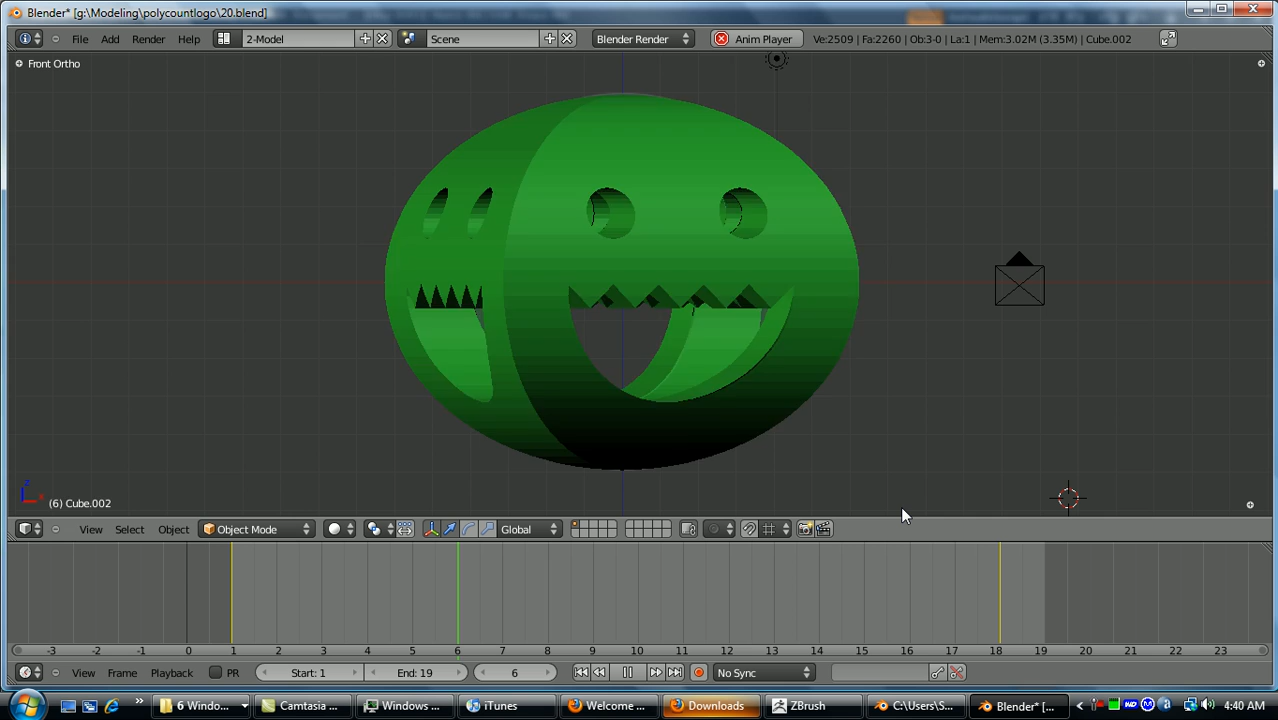 Blender* [g:\Modeling\polycountlogo\20.blend]
File Add Render Help 2-Model Scene Blender Render Anim Player Ve:2509 | Fa:2260 | Ob:3-0 | La:1 | Mem:3.02M (3.35M) | Cube.002
Front Ortho
z
x
(6) Cube.002
View Select Object Object Mode Global
-3 -2 -1 0 1 2 3 4 5 6 7 8 9 10 11 12 13 14 15 16 17 18 19 20 21 22 23
View Frame Playback PR Start: 1 End: 19 6 No Sync
6 Windo... Camtasia ... Windows ... iTunes Welcome ... Downloads ZBrush C:\Users\S... Blender* [... 4:40 AM